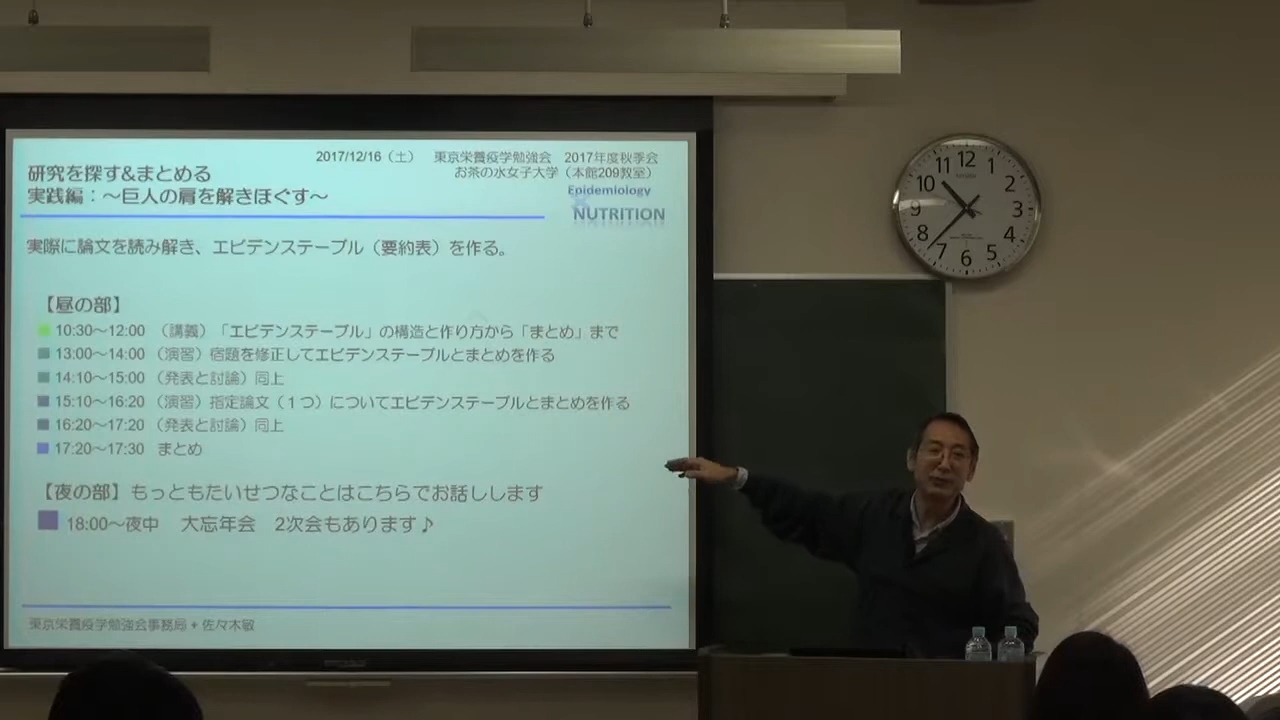 2017/12/16（土） 東京栄養疫学勉強会 2017年度秋季会
お茶の水女子大学（本館209教室）
研究を探す&まとめる
実践編：～巨人の肩を解きほぐす～
Epidemiology
NUTRITION
実際に論文を読み解き、エビデンステーブル（要約表）を作る。
【昼の部】
10:30～12:00 （講義）「エビデンステーブル」の構造と作り方から「まとめ」まで
13:00～14:00 （演習）宿題を修正してエビデンステーブルとまとめを作る
14:10～15:00 （発表と討論）同上
15:10～16:20 （演習）指定論文（１つ）についてエビデンステーブルとまとめを作る
16:20～17:20 （発表と討論）同上
17:20～17:30 まとめ
【夜の部】もっともたいせつなことはこちらでお話しします
18:00～夜中 大忘年会 2次会もあります♪
東京栄養疫学勉強会事務局 + 佐々木敏
12 1 2 3 4 5 6 7 8 9 10 11